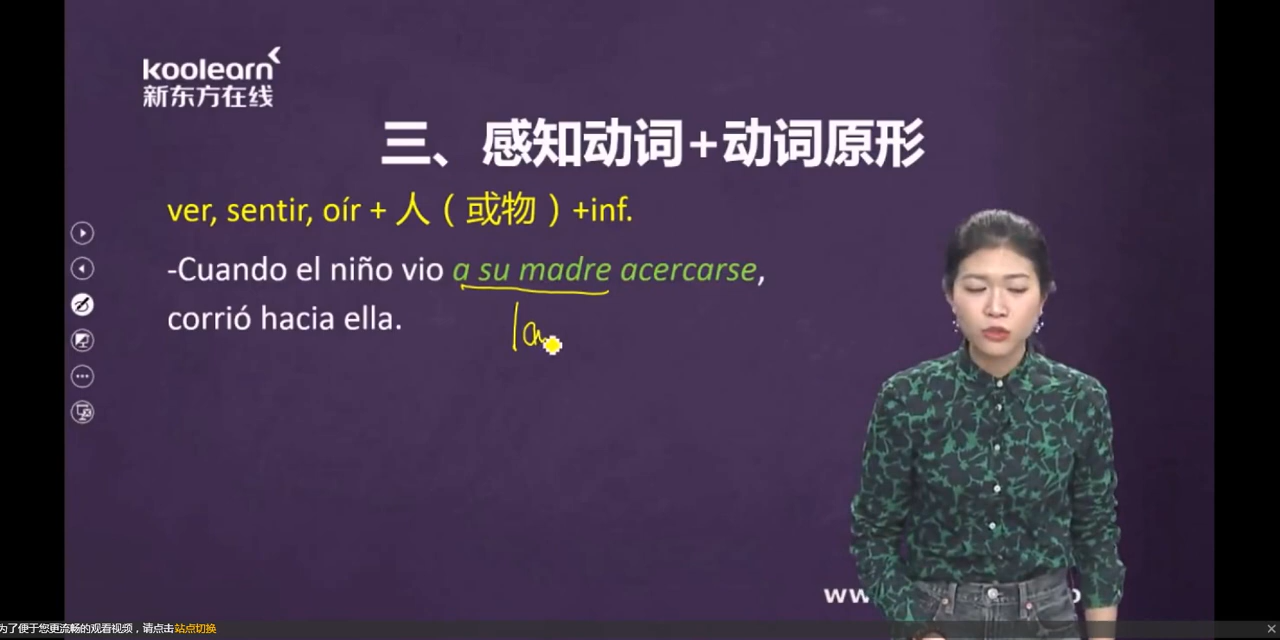 koolearn
新东方在线
三、感知动词+动词原形
ver, sentir, oír + 人（或物）+inf.
-Cuando el niño vio a su madre acercarse,
corrió hacia ella.
la
为了便于您更流畅的观看视频，请点击站点切换